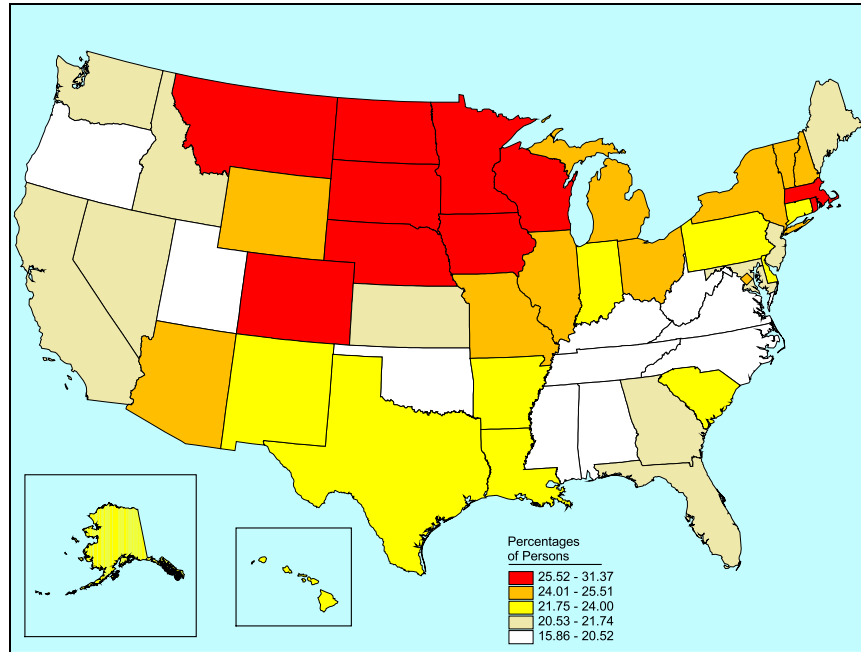 Percentages
of Persons
25.52 - 31.37
24.01 - 25.51
21.75 - 24.00
20.53 - 21.74
15.86 - 20.52